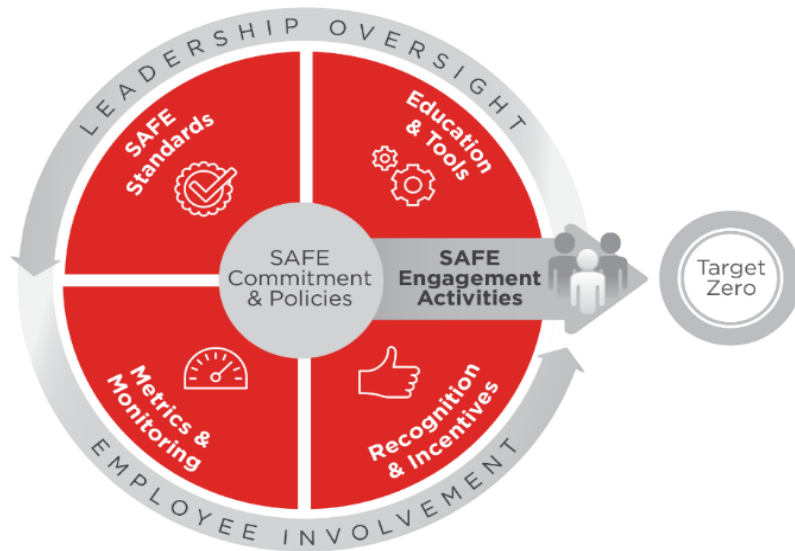 LEADERSHIP OVERSIGHT
SAFE
Standards
Education
& Tools
SAFE
Commitment
& Policies
SAFE
Engagement
Activities
Target
Zero
Metrics &
Monitoring
Recognition
& Incentives
EMPLOYEE INVOLVEMENT